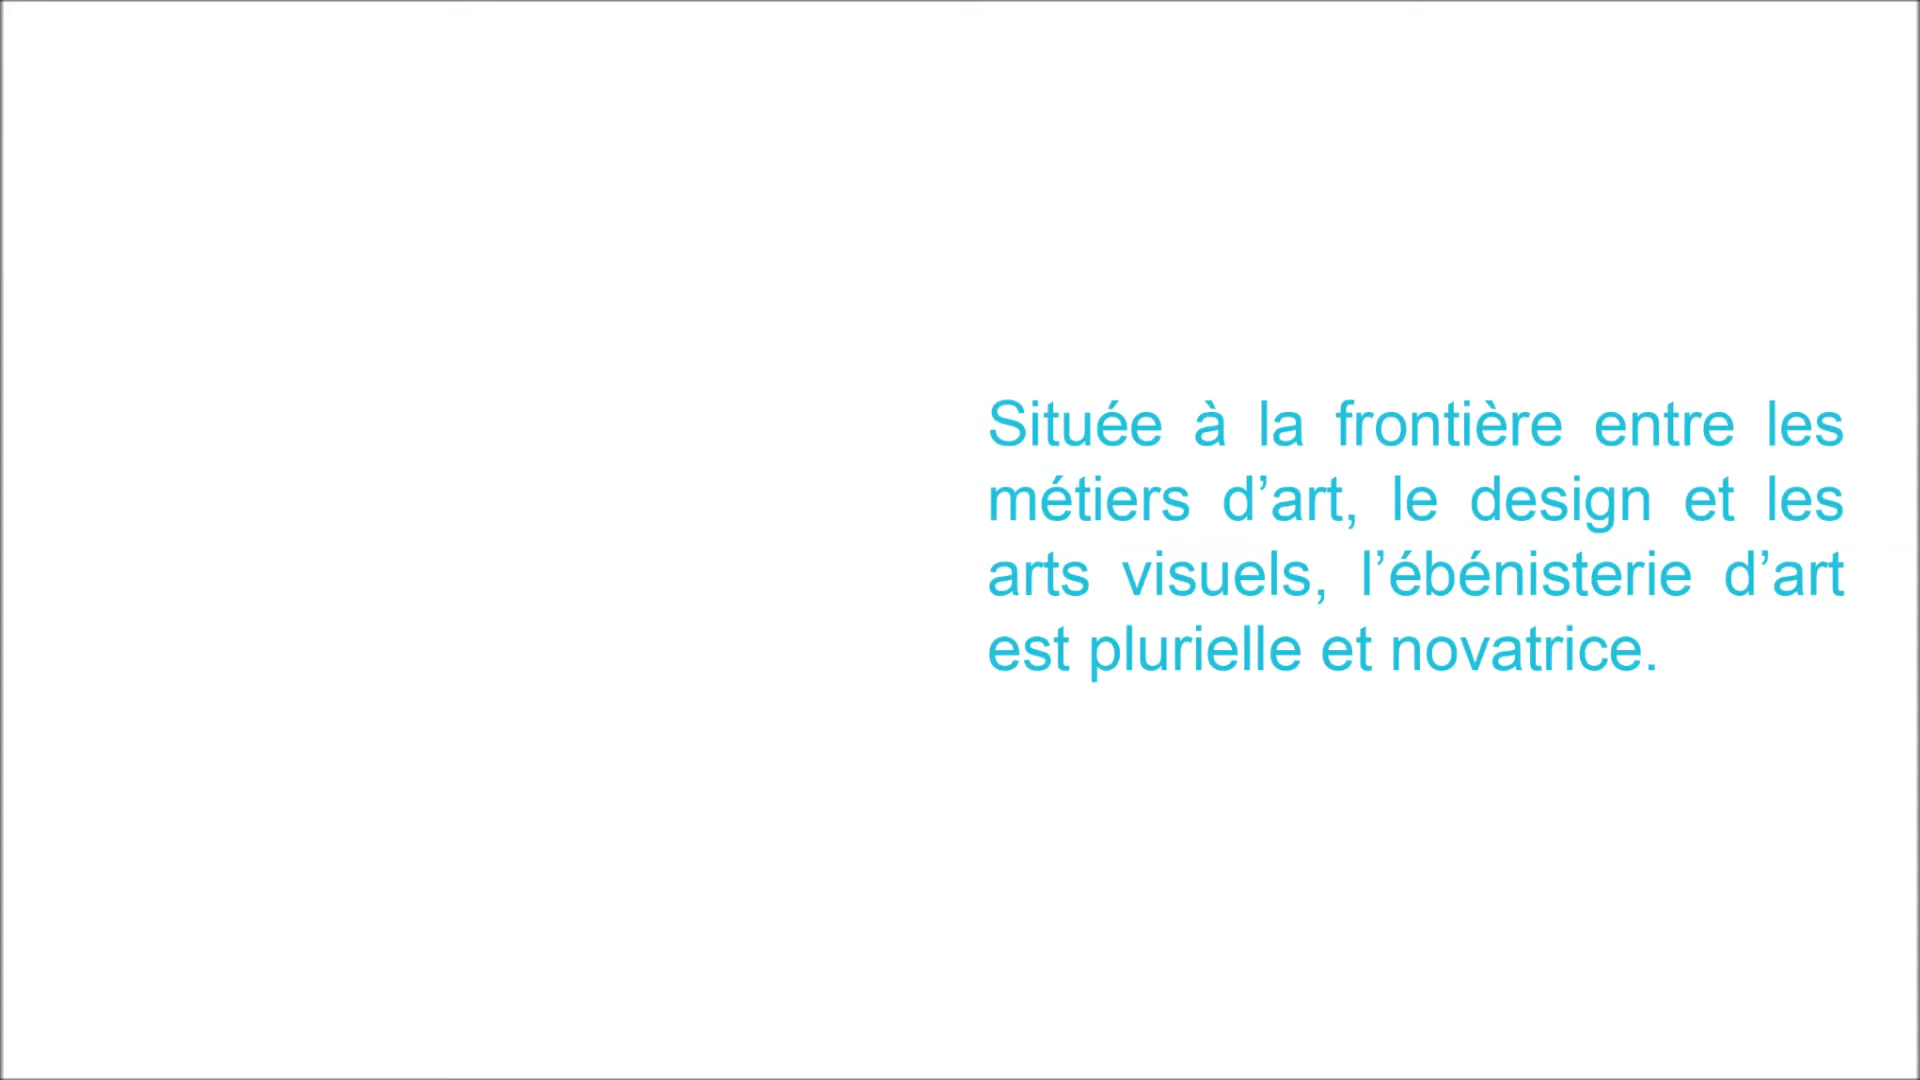 Située à la frontière entre les
métiers d’art, le design et les
arts visuels, l’ébénisterie d’art
est plurielle et novatrice.